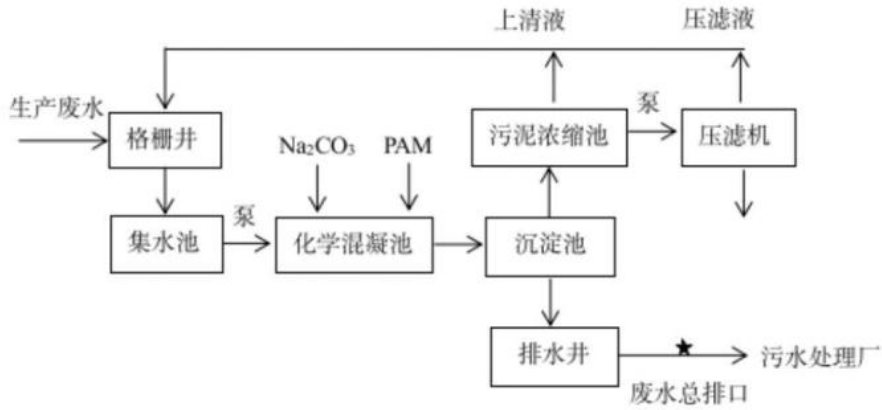 上清液
压滤液
生产废水
格栅井
Na₂CO₃
PAM
污泥浓缩池
泵
压滤机
集水池
泵
化学混凝池
沉淀池
排水井
污水处理厂
废水总排口